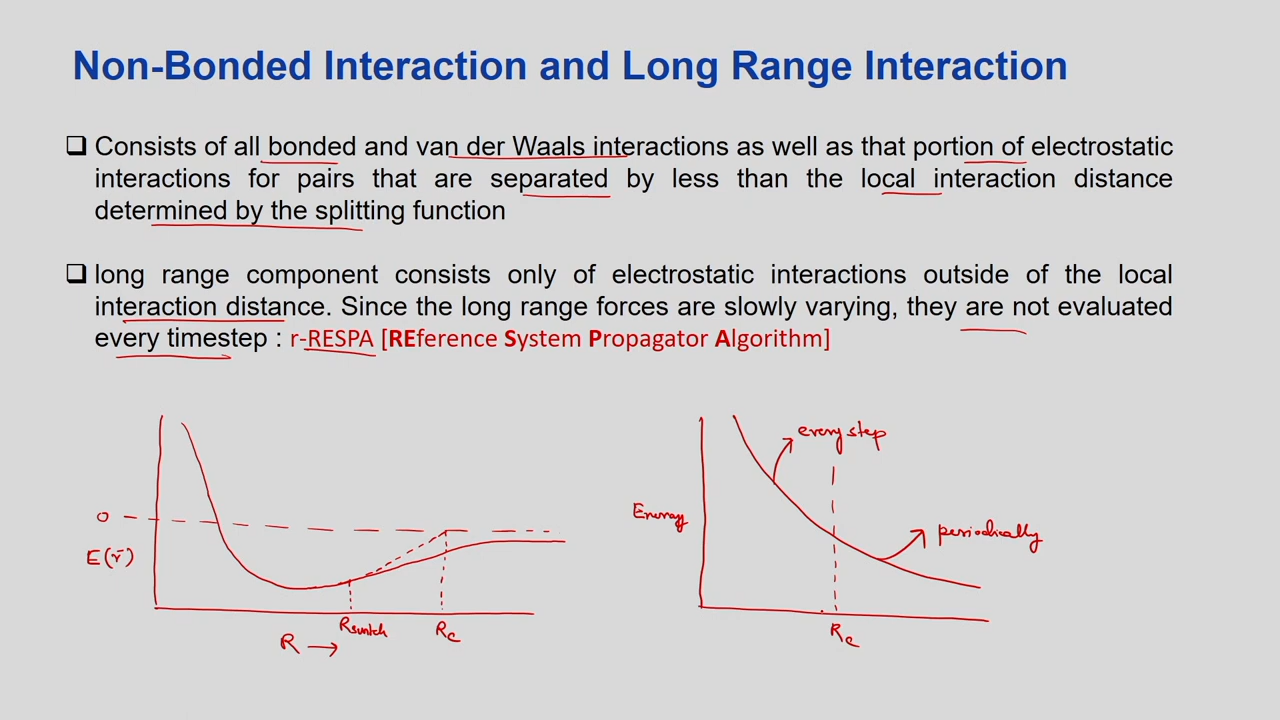 Non-Bonded Interaction and Long Range Interaction
Consists of all bonded and van der Waals interactions as well as that portion of electrostatic
interactions for pairs that are separated by less than the local interaction distance
determined by the splitting function
long range component consists only of electrostatic interactions outside of the local
interaction distance. Since the long range forces are slowly varying, they are not evaluated
every timestep : r-RESPA [REference System Propagator Algorithm]
0
E(r)
R →
Rswitch
Rc
Energy
every step
periodically
Rc